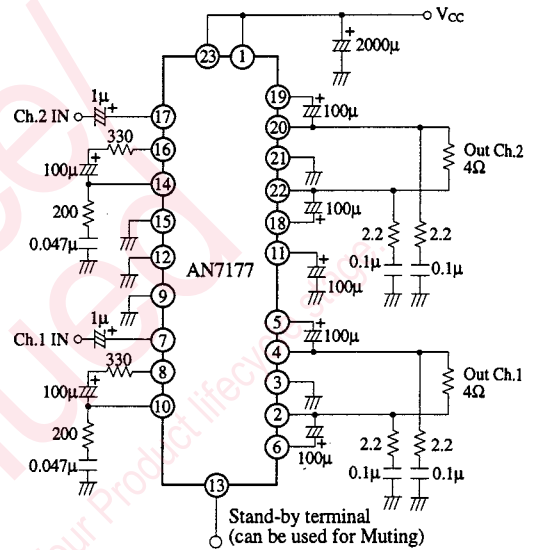 VCC
23
1
2000μ
1μ
+
19
+
100μ
Ch.2 IN
17
20
330
16
Out Ch.2
4Ω
100μ
+
21
14
22
200
15
+
100μ
18
2.2
2.2
0.047μ
12
11
0.1μ
0.1μ
AN7177
+
100μ
9
1μ
+
5
+
100μ
Ch.1 IN
7
4
330
8
Out Ch.1
4Ω
100μ
+
3
10
2
200
6
+
100μ
2.2
2.2
0.047μ
0.1μ
0.1μ
13
Stand-by terminal
(can be used for Muting)
our Product lifecycle stage